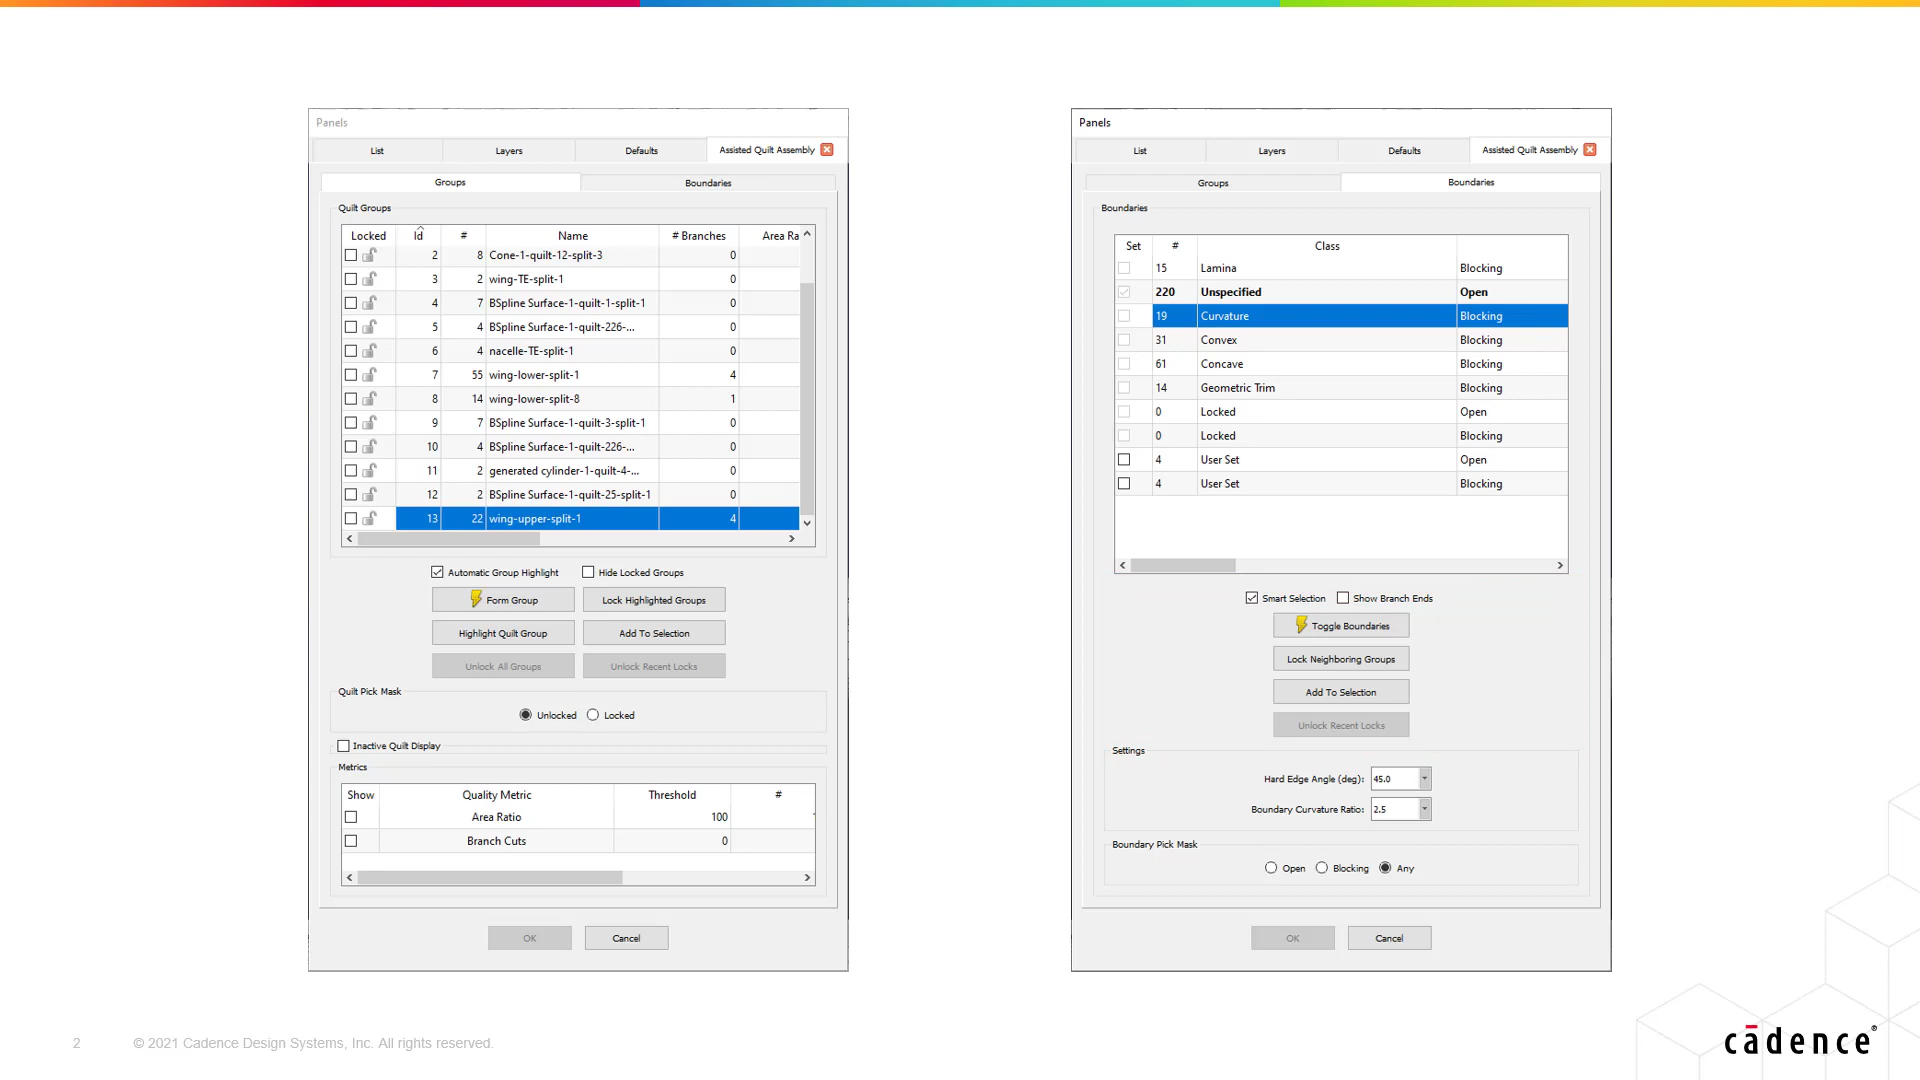 Panels
List Layers Defaults Assisted Quilt Assembly
Groups Boundaries
Quilt Groups
Locked Id # Name # Branches Area Ra
2 8 Cone-1-quilt-12-split-3 0
3 2 wing-TE-split-1 0
4 7 BSpline Surface-1-quilt-1-split-1 0
5 4 BSpline Surface-1-quilt-226-... 0
6 4 nacelle-TE-split-1 0
7 55 wing-lower-split-1 4
8 14 wing-lower-split-8 1
9 7 BSpline Surface-1-quilt-3-split-1 0
10 4 BSpline Surface-1-quilt-226-... 0
11 2 generated cylinder-1-quilt-4-... 0
12 2 BSpline Surface-1-quilt-25-split-1 0
13 22 wing-upper-split-1 4
Automatic Group Highlight Hide Locked Groups
Form Group Lock Highlighted Groups
Highlight Quilt Group Add To Selection
Unlock All Groups Unlock Recent Locks
Quilt Pick Mask
Unlocked Locked
Inactive Quilt Display
Metrics
Show Quality Metric Threshold #
Area Ratio 100
Branch Cuts 0
OK Cancel
Panels
List Layers Defaults Assisted Quilt Assembly
Groups Boundaries
Boundaries
Set # Class
15 Lamina Blocking
220 Unspecified Open
19 Curvature Blocking
31 Convex Blocking
61 Concave Blocking
14 Geometric Trim Blocking
0 Locked Open
0 Locked Blocking
4 User Set Open
4 User Set Blocking
Smart Selection Show Branch Ends
Toggle Boundaries
Lock Neighboring Groups
Add To Selection
Unlock Recent Locks
Settings
Hard Edge Angle (deg): 45.0
Boundary Curvature Ratio: 2.5
Boundary Pick Mask
Open Blocking Any
OK Cancel
2 © 2021 Cadence Design Systems, Inc. All rights reserved.
cādence®